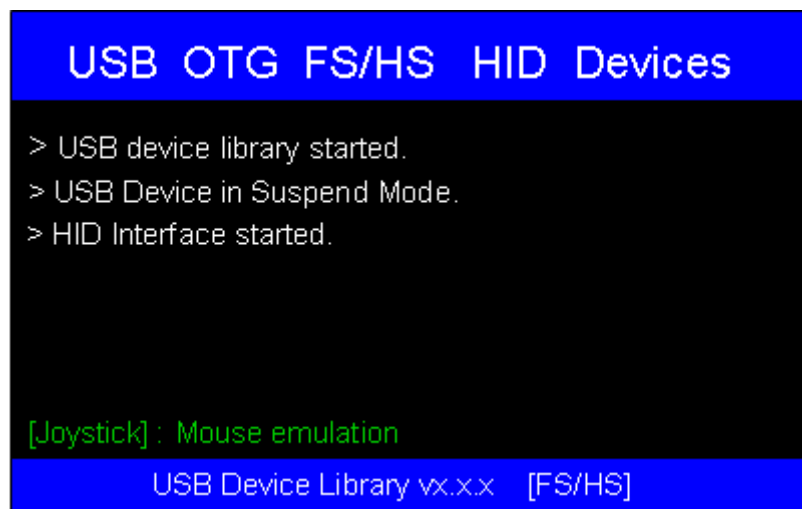 USB OTG FS/HS HID Devices
> USB device library started.
> USB Device in Suspend Mode.
> HID Interface started.
[Joystick] : Mouse emulation
USB Device Library vx.x.x [FS/HS]